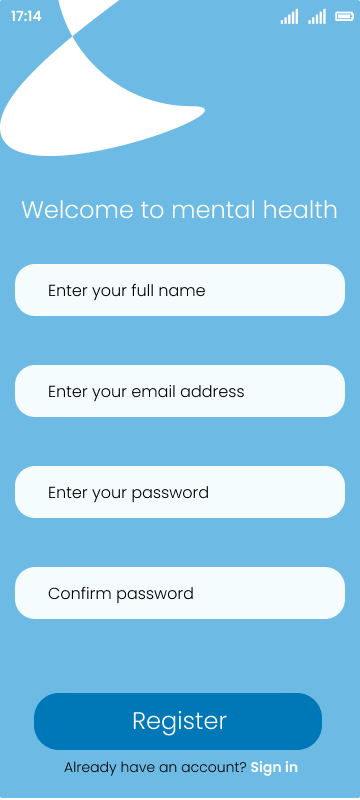 17:14
Welcome to mental health
Enter your full name
Enter your email address
Enter your password
Confirm password
Register
Already have an account? Sign in